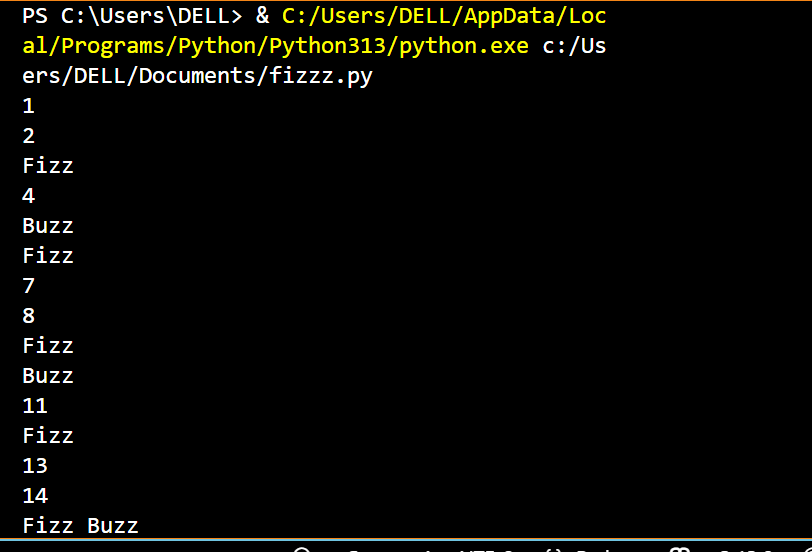 PS C:\Users\DELL> & C:/Users/DELL/AppData/Loc
al/Programs/Python/Python313/python.exe c:/Us
ers/DELL/Documents/fizzz.py
1
2
Fizz
4
Buzz
Fizz
7
8
Fizz
Buzz
11
Fizz
13
14
Fizz Buzz